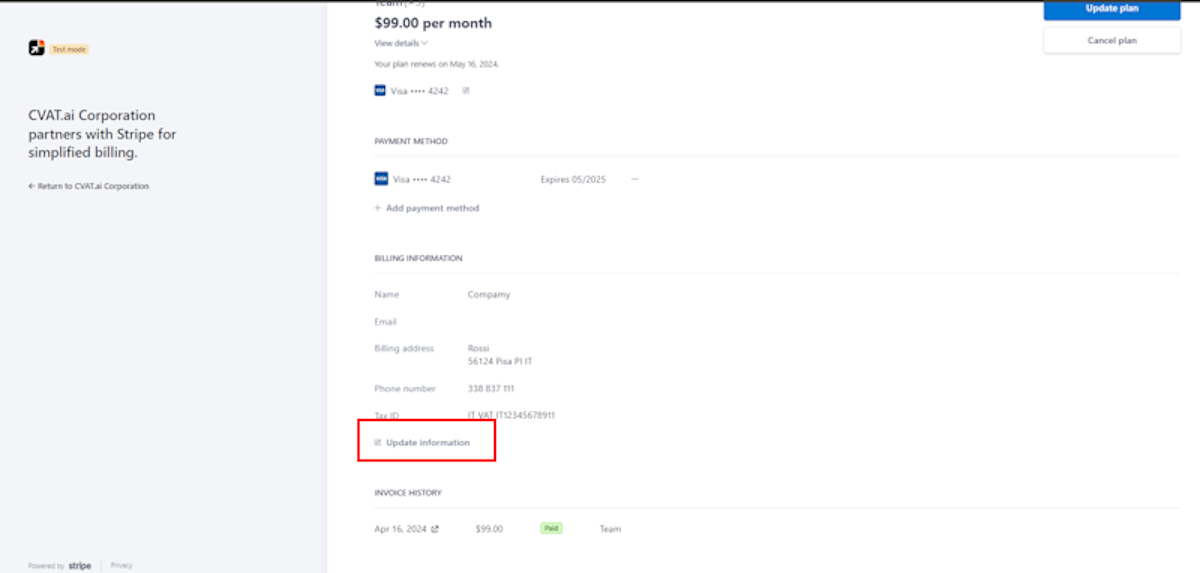 Test mode
CVAT.ai Corporation
partners with Stripe for
simplified billing.
← Return to CVAT.ai Corporation
Powered by stripe Privacy
$99.00 per month
View details
Your plan renews on May 16, 2024.
VISA Visa •••• 4242
Update plan
Cancel plan
PAYMENT METHOD
VISA Visa •••• 4242 Expires 05/2025 ···
+ Add payment method
BILLING INFORMATION
Name Compamy
Email
Billing address Rossi
56124 Pisa PI IT
Phone number 338 837 111
Tax ID IT VAT IT12345678911
Update information
INVOICE HISTORY
Apr 16, 2024 $99.00 Paid Team